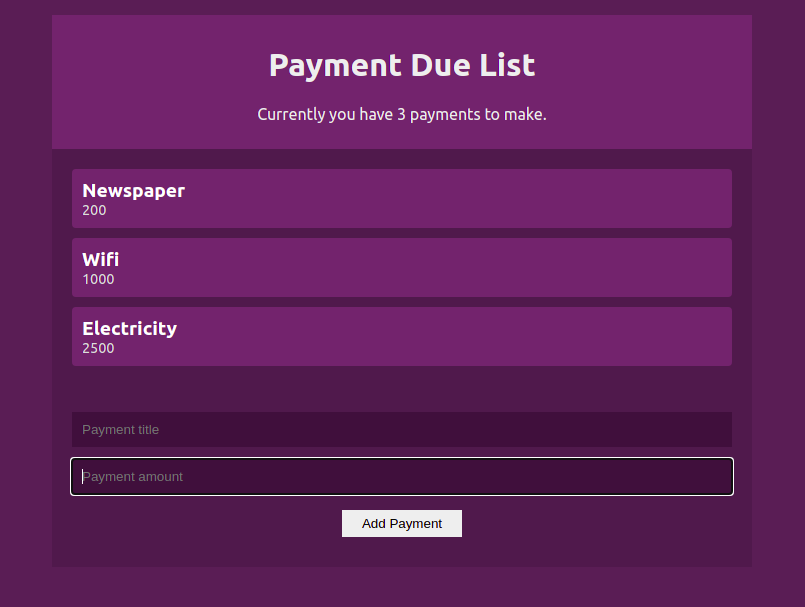 Payment Due List
Currently you have 3 payments to make.
Newspaper
200
Wifi
1000
Electricity
2500
Payment title
Payment amount
Add Payment